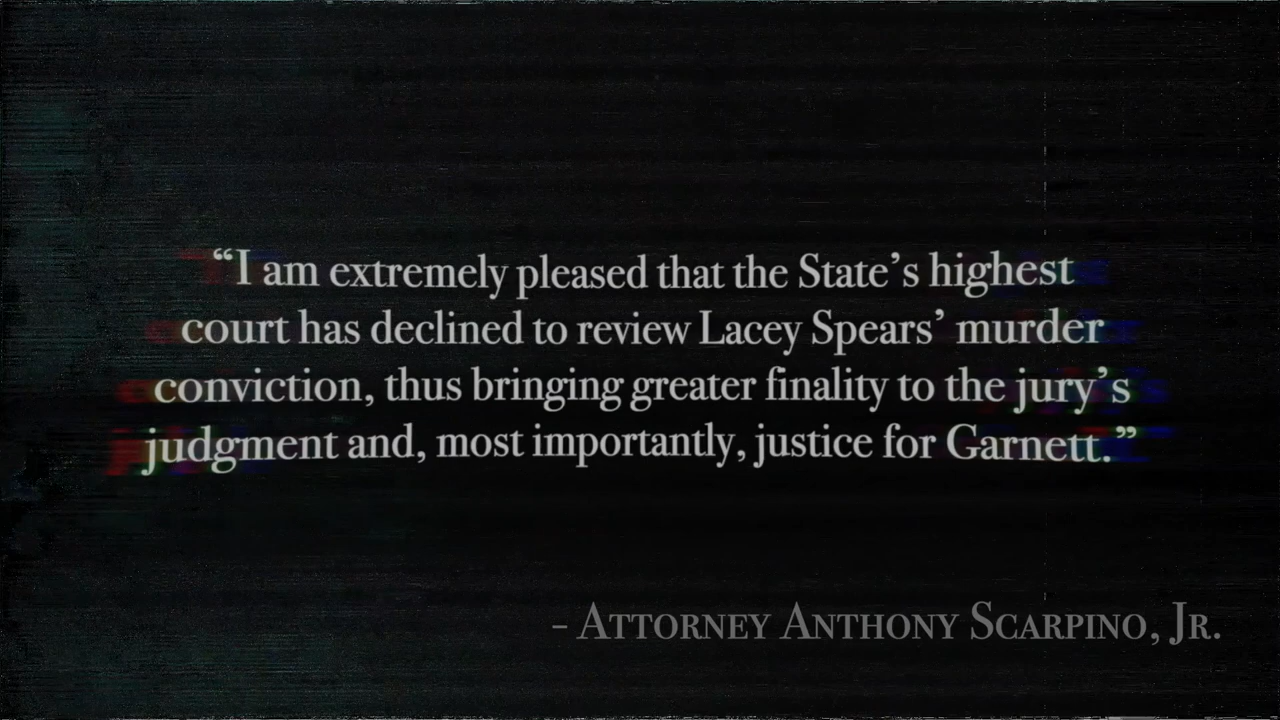 “I am extremely pleased that the State’s highest
court has declined to review Lacey Spears’ murder
conviction, thus bringing greater finality to the jury’s
judgment and, most importantly, justice for Garnett.”
– Attorney Anthony Scarpino, Jr.